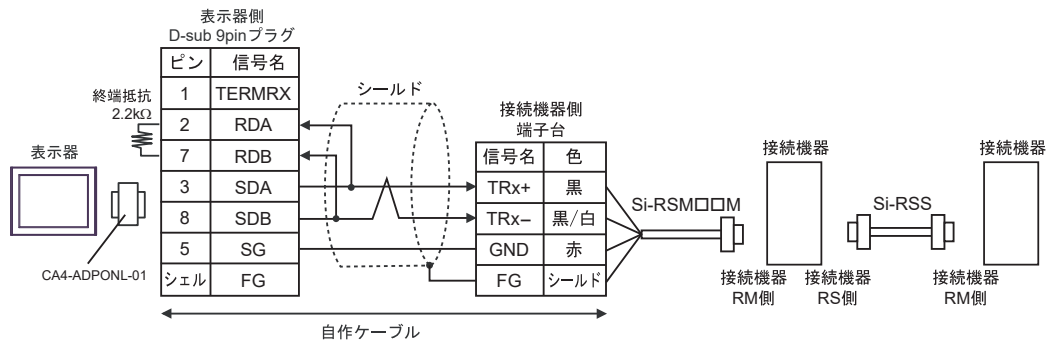 表示器側
D-sub 9pinプラグ
ピン 信号名
1 TERMRX
2 RDA
7 RDB
3 SDA
8 SDB
5 SG
シェル FG
終端抵抗
2.2kΩ
表示器
CA4-ADPONL-01
シールド
接続機器側
端子台
信号名 色
TRx+ 黒
TRx− 黒/白
GND 赤
FG シールド
自作ケーブル
Si-RSM□□M
接続機器
接続機器
RM側
接続機器
RS側
Si-RSS
接続機器
接続機器
RM側